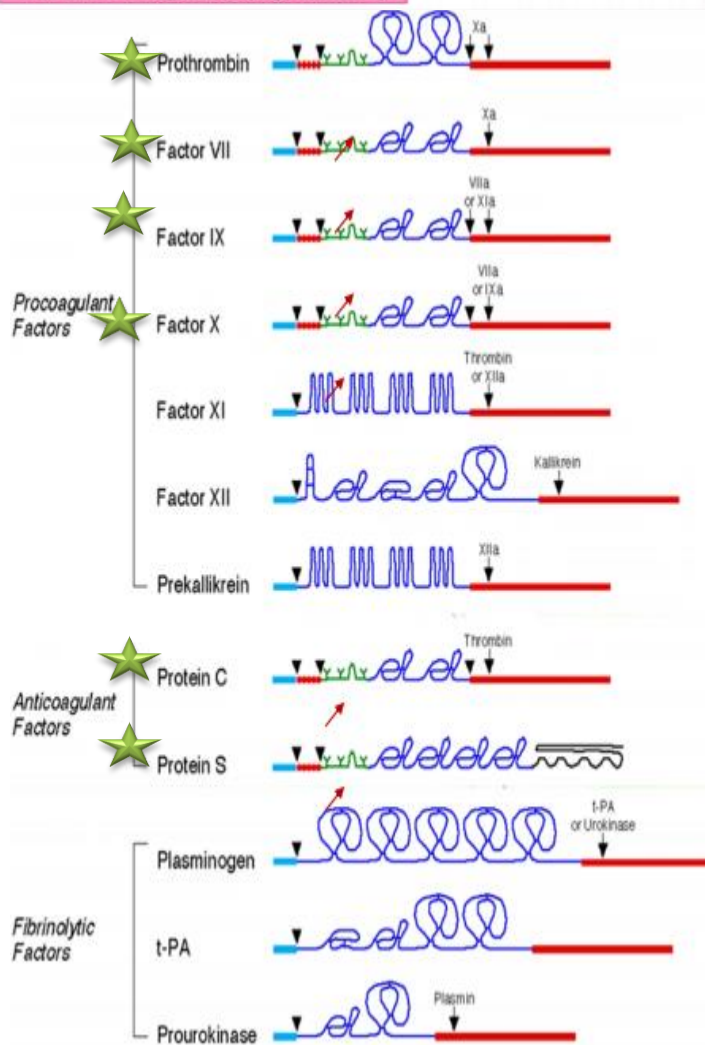 Xa
Prothrombin
Xa
Factor VII
VIIa
or XIa
Factor IX
Procoagulant
Factors
VIIa
or IXa
Factor X
Thrombin
or XIIa
Factor XI
Kallikrein
Factor XII
XIIa
Prekallikrein
Thrombin
Protein C
Anticoagulant
Factors
Protein S
t-PA
or Urokinase
Plasminogen
Fibrinolytic
Factors
t-PA
Plasmin
Prourokinase